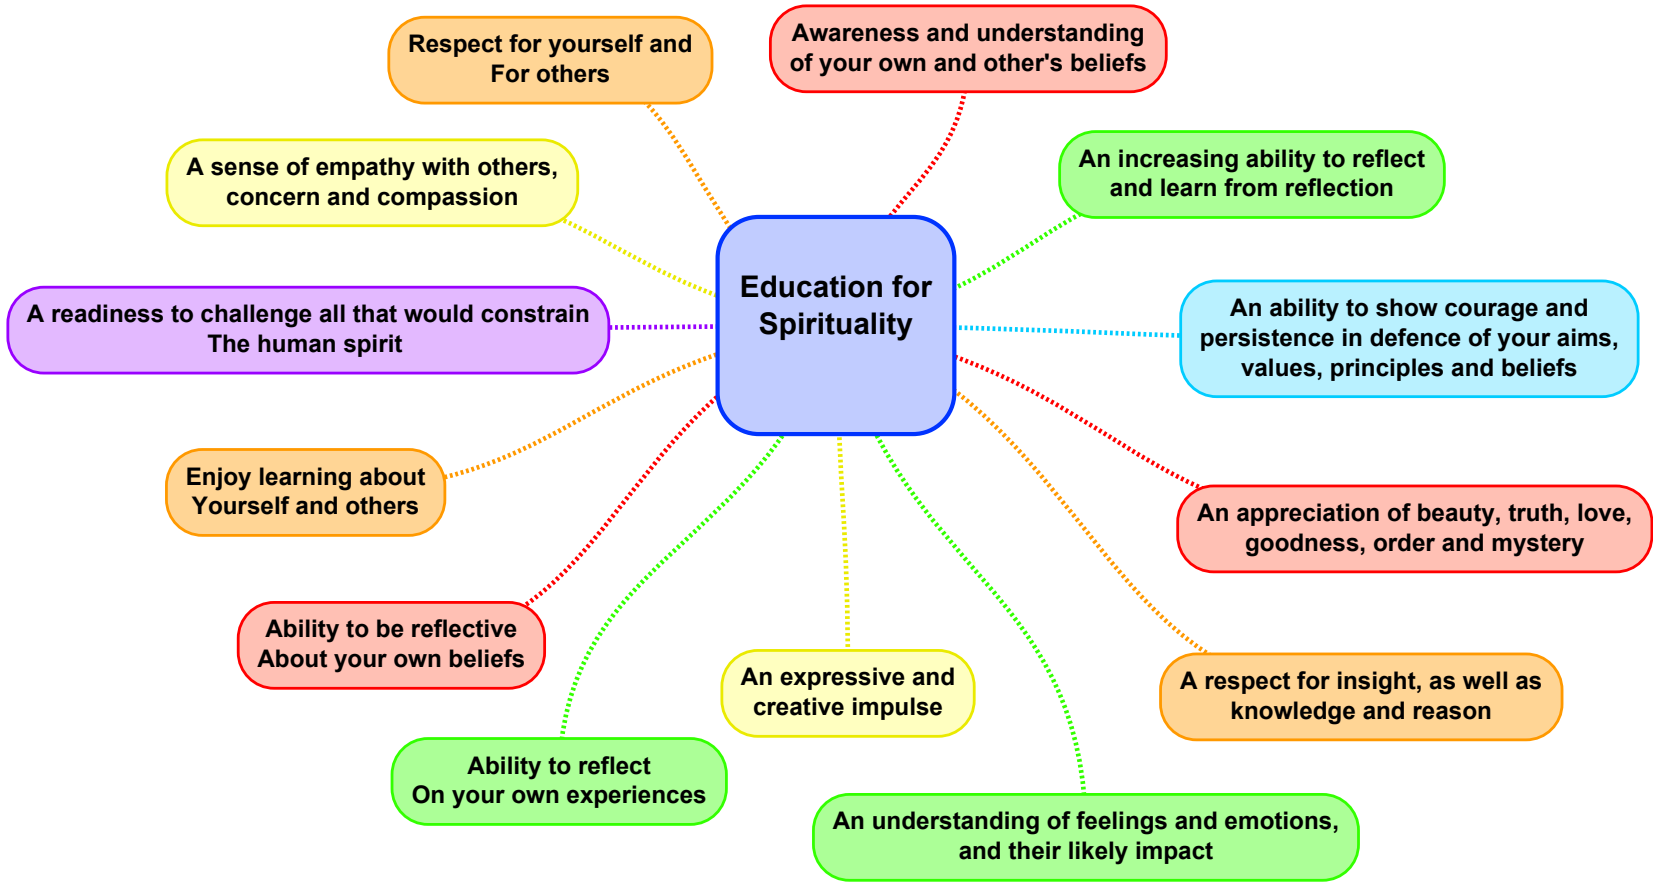 Respect for yourself and
For others
Awareness and understanding
of your own and other's beliefs
A sense of empathy with others,
concern and compassion
An increasing ability to reflect
and learn from reflection
Education for
Spirituality
A readiness to challenge all that would constrain
The human spirit
An ability to show courage and
persistence in defence of your aims,
values, principles and beliefs
Enjoy learning about
Yourself and others
An appreciation of beauty, truth, love,
goodness, order and mystery
Ability to be reflective
About your own beliefs
An expressive and
creative impulse
A respect for insight, as well as
knowledge and reason
Ability to reflect
On your own experiences
An understanding of feelings and emotions,
and their likely impact